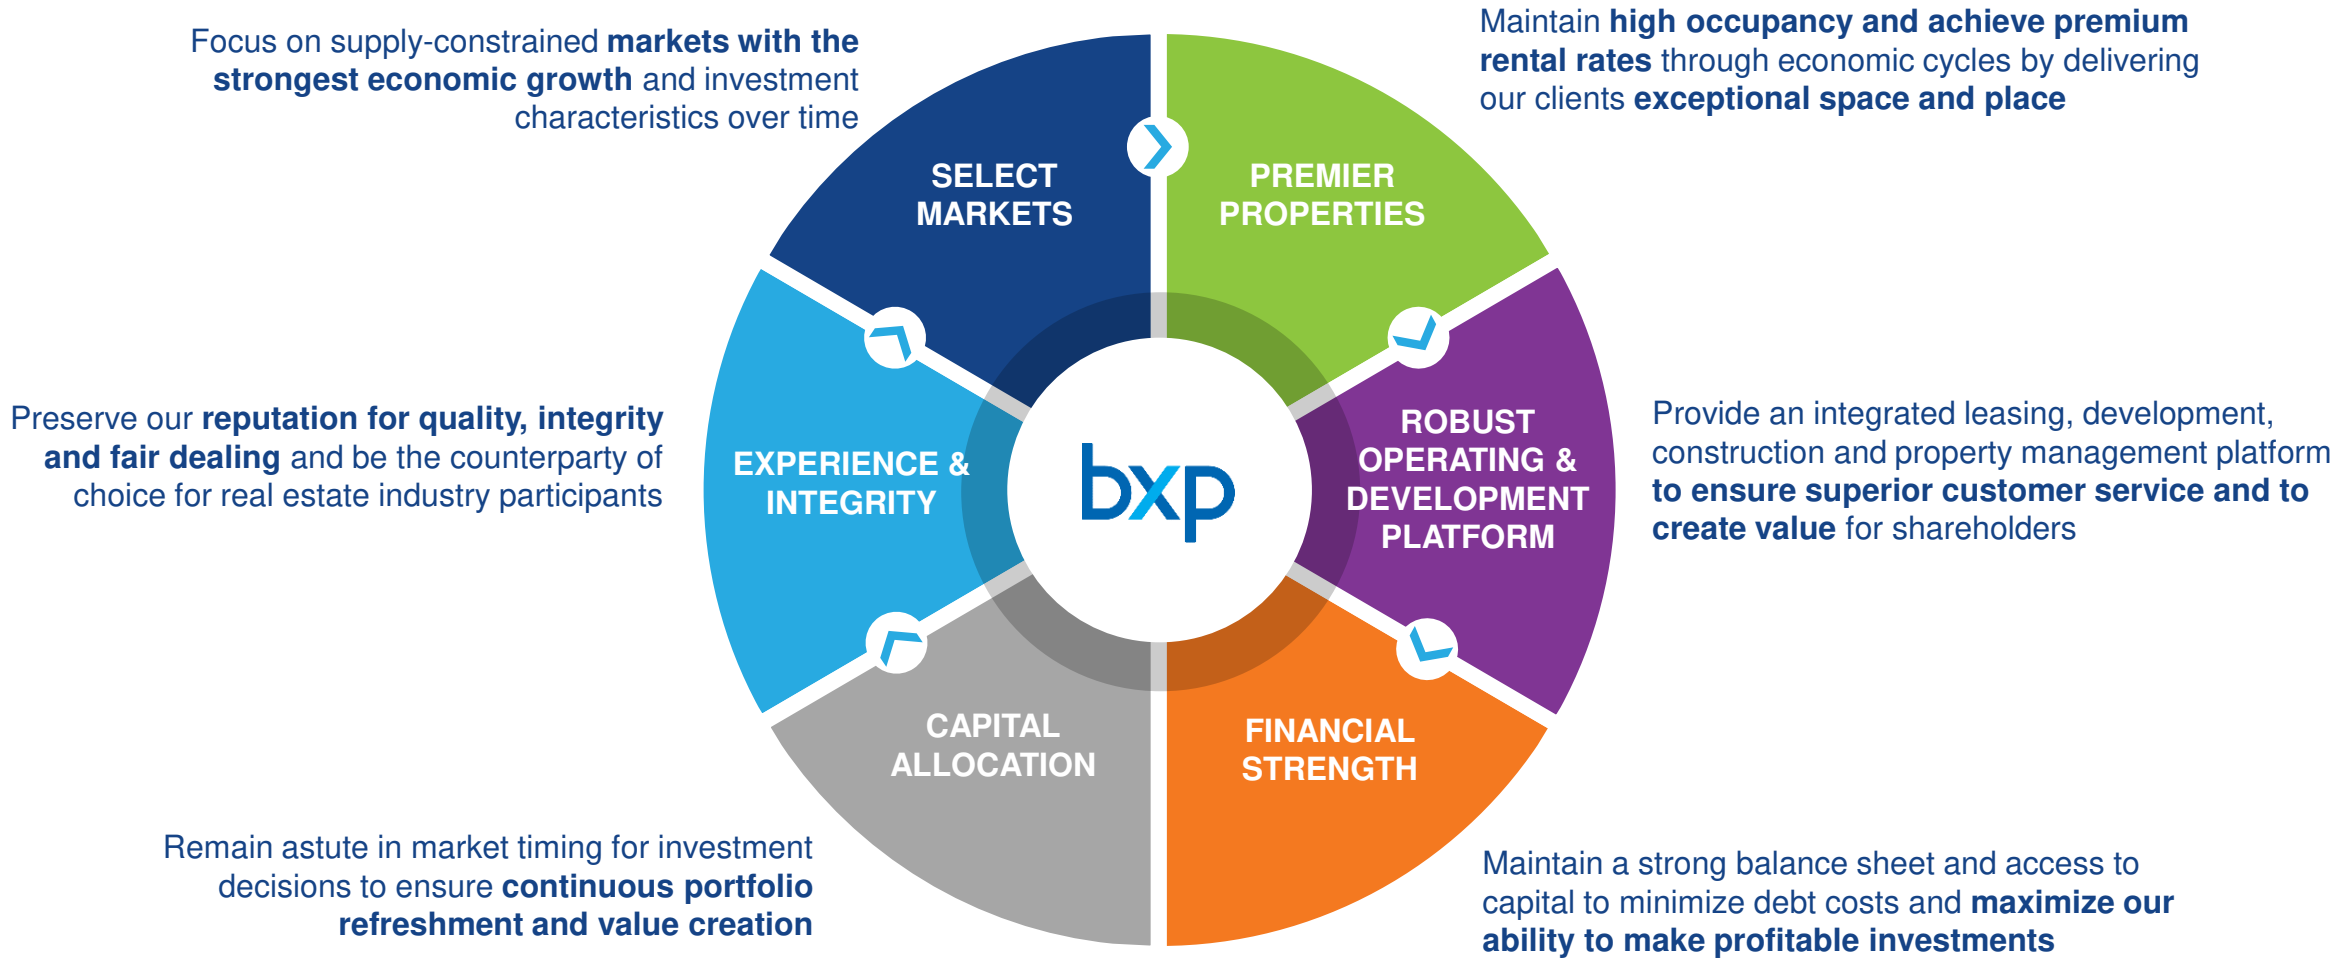 Focus on supply-constrained markets with the
strongest economic growth and investment
characteristics over time
Maintain high occupancy and achieve premium
rental rates through economic cycles by delivering
our clients exceptional space and place
SELECT
MARKETS
PREMIER
PROPERTIES
Preserve our reputation for quality, integrity
and fair dealing and be the counterparty of
choice for real estate industry participants
EXPERIENCE &
INTEGRITY
bxp
ROBUST
OPERATING &
DEVELOPMENT
PLATFORM
Provide an integrated leasing, development,
construction and property management platform
to ensure superior customer service and to
create value for shareholders
CAPITAL
ALLOCATION
FINANCIAL
STRENGTH
Remain astute in market timing for investment
decisions to ensure continuous portfolio
refreshment and value creation
Maintain a strong balance sheet and access to
capital to minimize debt costs and maximize our
ability to make profitable investments